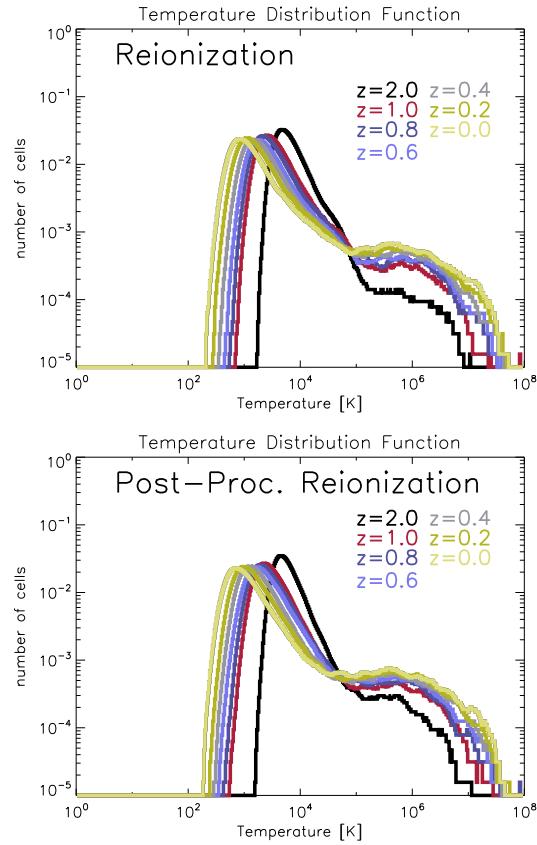 Temperature Distribution Function
Reionization
10^0
10^-1
10^-2
10^-3
10^-4
10^-5
number of cells
z=2.0 z=0.4
z=1.0 z=0.2
z=0.8 z=0.0
z=0.6
10^0 10^2 10^4 10^6 10^8
Temperature [K]
Temperature Distribution Function
Post-Proc. Reionization
10^0
10^-1
10^-2
10^-3
10^-4
10^-5
number of cells
z=2.0 z=0.4
z=1.0 z=0.2
z=0.8 z=0.0
z=0.6
10^0 10^2 10^4 10^6 10^8
Temperature [K]